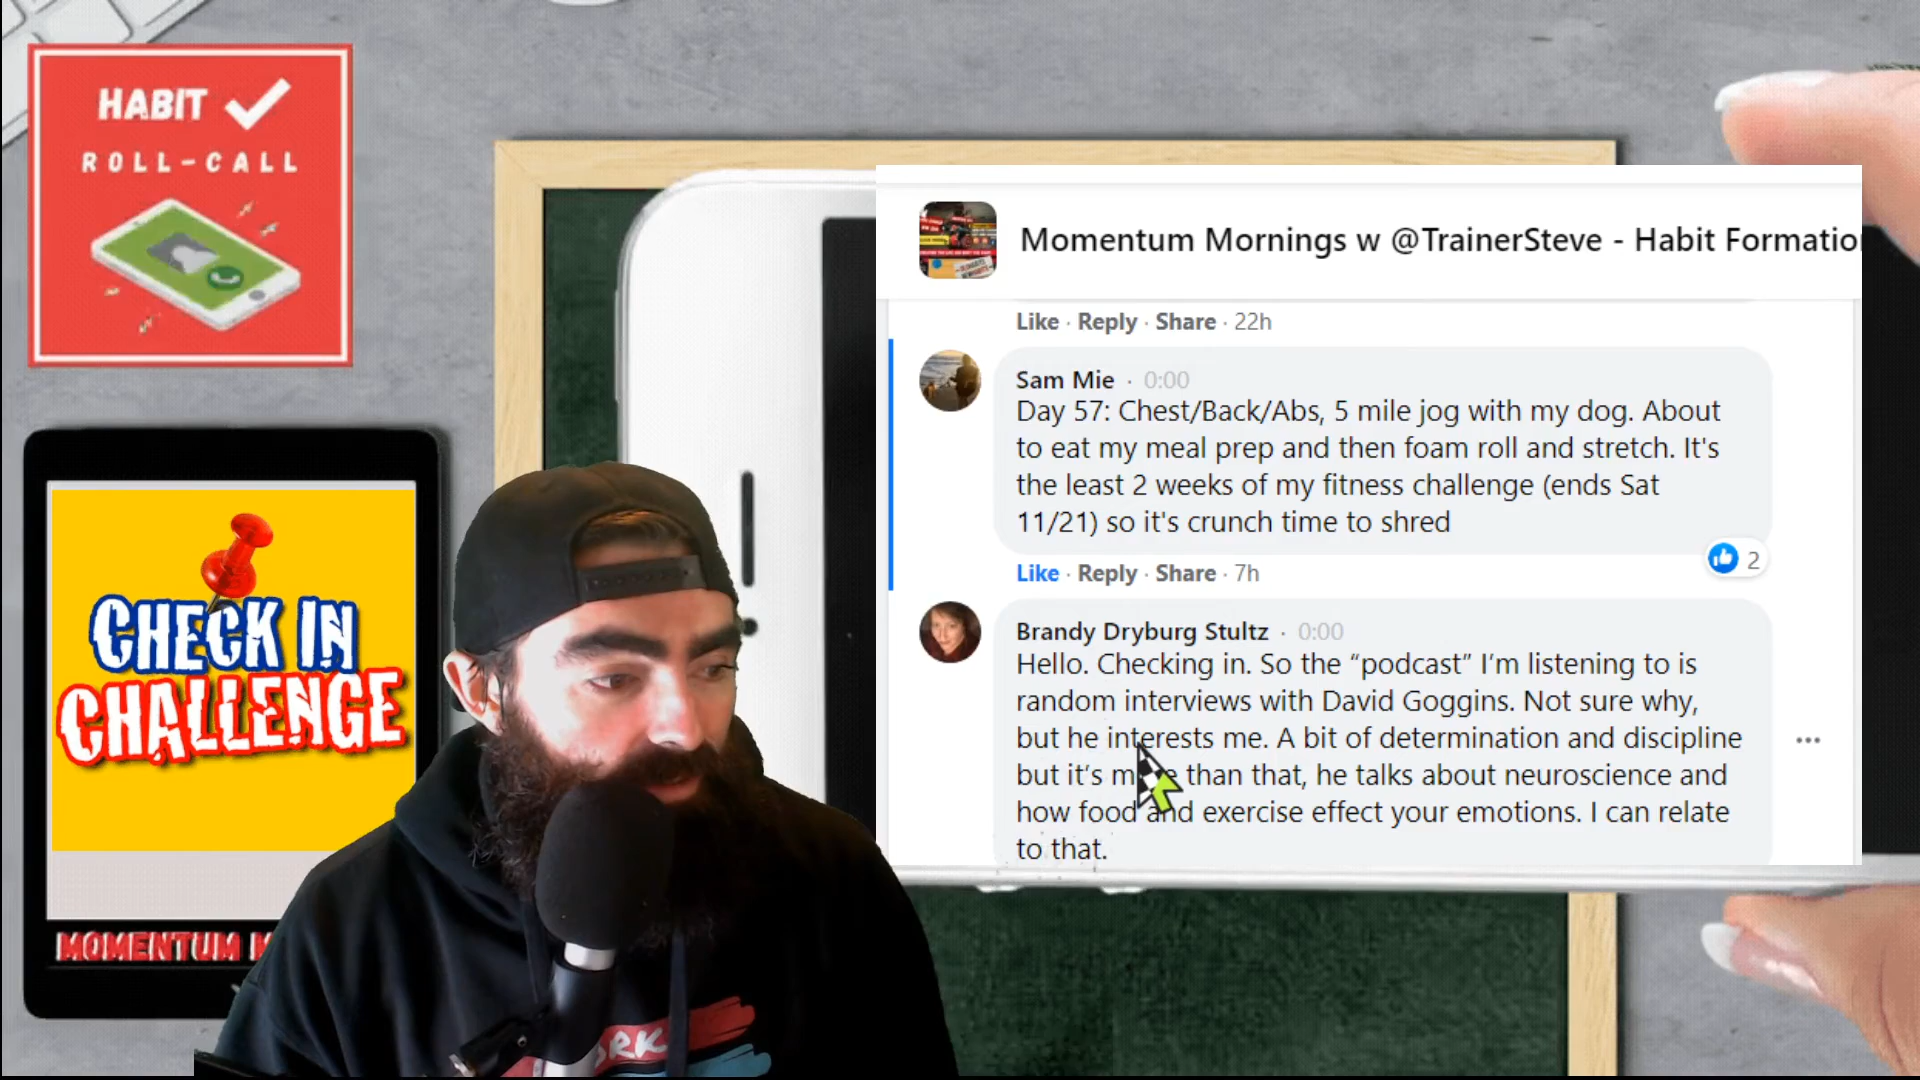 HABIT
ROLL-CALL
CHECK IN
CHALLENGE
MOMENTUM
Momentum Mornings w @TrainerSteve - Habit Formatio
Like · Reply · Share · 22h
Sam Mie · 0:00
Day 57: Chest/Back/Abs, 5 mile jog with my dog. About
to eat my meal prep and then foam roll and stretch. It's
the least 2 weeks of my fitness challenge (ends Sat
11/21) so it's crunch time to shred
2
Like · Reply · Share · 7h
Brandy Dryburg Stultz · 0:00
Hello. Checking in. So the “podcast” I’m listening to is
random interviews with David Goggins. Not sure why,
but he interests me. A bit of determination and discipline
but it’s more than that, he talks about neuroscience and
how food and exercise effect your emotions. I can relate
to that.